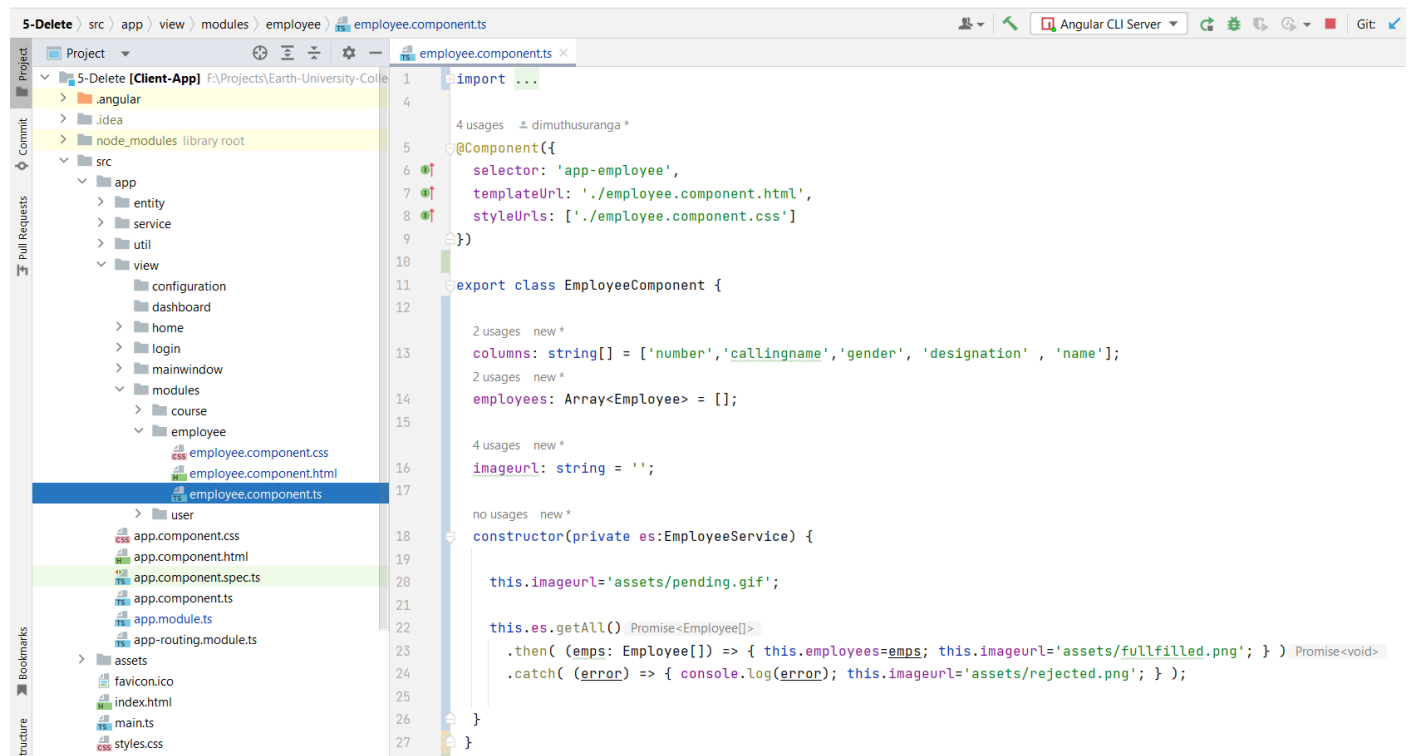 5-Delete 〉 src 〉 app 〉 view 〉 modules 〉 employee 〉 employee.component.ts
Angular CLI Server
Git:
Project
employee.component.ts
Project
Commit
Pull Requests
Bookmarks
tructure
5-Delete [Client-App] F:\Projects\Earth-University-Colle
.angular
.idea
node_modules library root
src
app
entity
service
util
view
configuration
dashboard
home
login
mainwindow
modules
course
employee
employee.component.css
employee.component.html
employee.component.ts
user
app.component.css
app.component.html
app.component.spec.ts
app.component.ts
app.module.ts
app-routing.module.ts
assets
favicon.ico
index.html
main.ts
styles.css
1 import ...
4
4 usages dimuthusuranga *
5 @Component({
6 selector: 'app-employee',
7 templateUrl: './employee.component.html',
8 styleUrls: ['./employee.component.css']
9 })
10
11 export class EmployeeComponent {
12
2 usages new *
13 columns: string[] = ['number','callingname','gender', 'designation' , 'name'];
2 usages new *
14 employees: Array<Employee> = [];
15
4 usages new *
16 imageurl: string = '';
17
no usages new *
18 constructor(private es:EmployeeService) {
19
20 this.imageurl='assets/pending.gif';
21
22 this.es.getAll() Promise<Employee[]>
23 .then( (emps: Employee[]) => { this.employees=emps; this.imageurl='assets/fullfilled.png'; } ) Promise<void>
24 .catch( (error) => { console.log(error); this.imageurl='assets/rejected.png'; } );
25
26 }
27 }